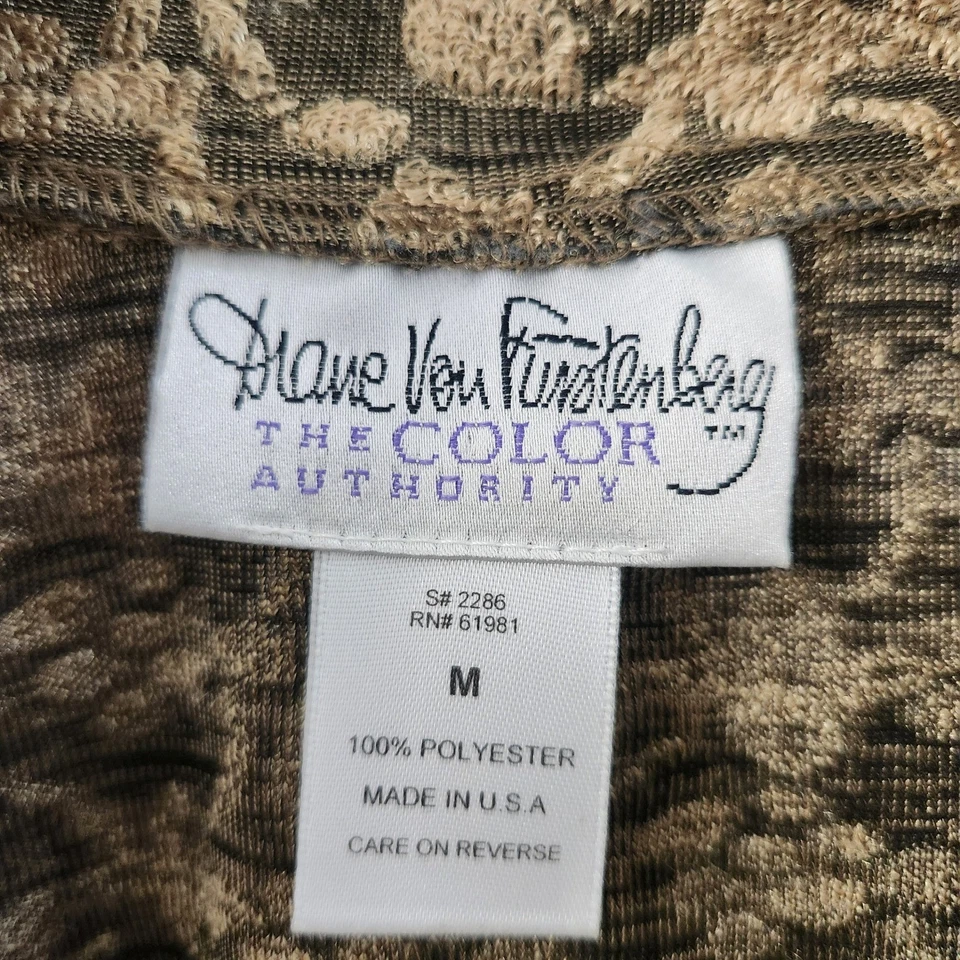 Diane Von Furstenberg
THE COLOR
AUTHORITY ™
S# 2286
RN# 61981
M
100% POLYESTER
MADE IN U.S.A
CARE ON REVERSE